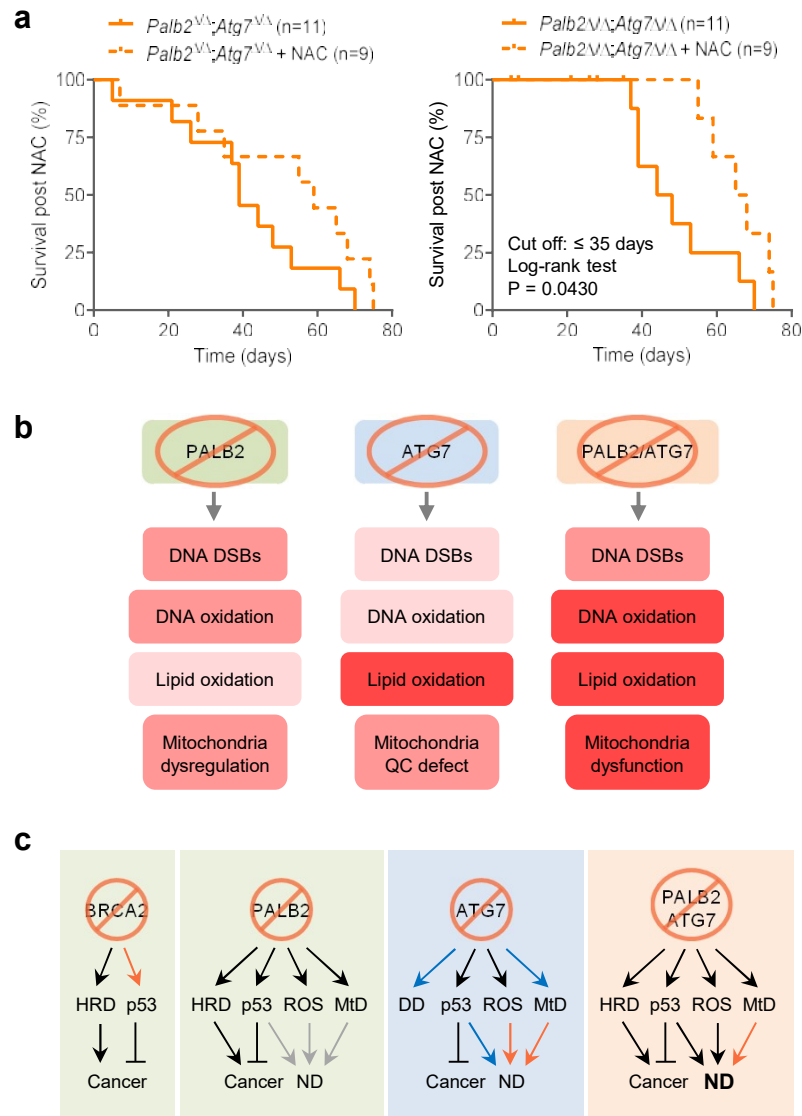 a
Palb2Δ/Δ;Atg7Δ/Δ (n=11)
Palb2Δ/Δ;Atg7Δ/Δ + NAC (n=9)
Survival post NAC (%)
100
75
50
25
0
0 20 40 60 80
Time (days)
Palb2Δ/Δ;Atg7Δ/Δ (n=11)
Palb2Δ/Δ;Atg7Δ/Δ + NAC (n=9)
Survival post NAC (%)
100
75
50
25
0
Cut off: ≤ 35 days
Log-rank test
P = 0.0430
0 20 40 60 80
Time (days)
b
PALB2
DNA DSBs
DNA oxidation
Lipid oxidation
Mitochondria
dysregulation
ATG7
DNA DSBs
DNA oxidation
Lipid oxidation
Mitochondria
QC defect
PALB2/ATG7
DNA DSBs
DNA oxidation
Lipid oxidation
Mitochondria
dysfunction
c
BRCA2
HRD p53
Cancer
PALB2
HRD p53 ROS MtD
Cancer ND
ATG7
DD p53 ROS MtD
Cancer ND
PALB2
ATG7
HRD p53 ROS MtD
Cancer ND